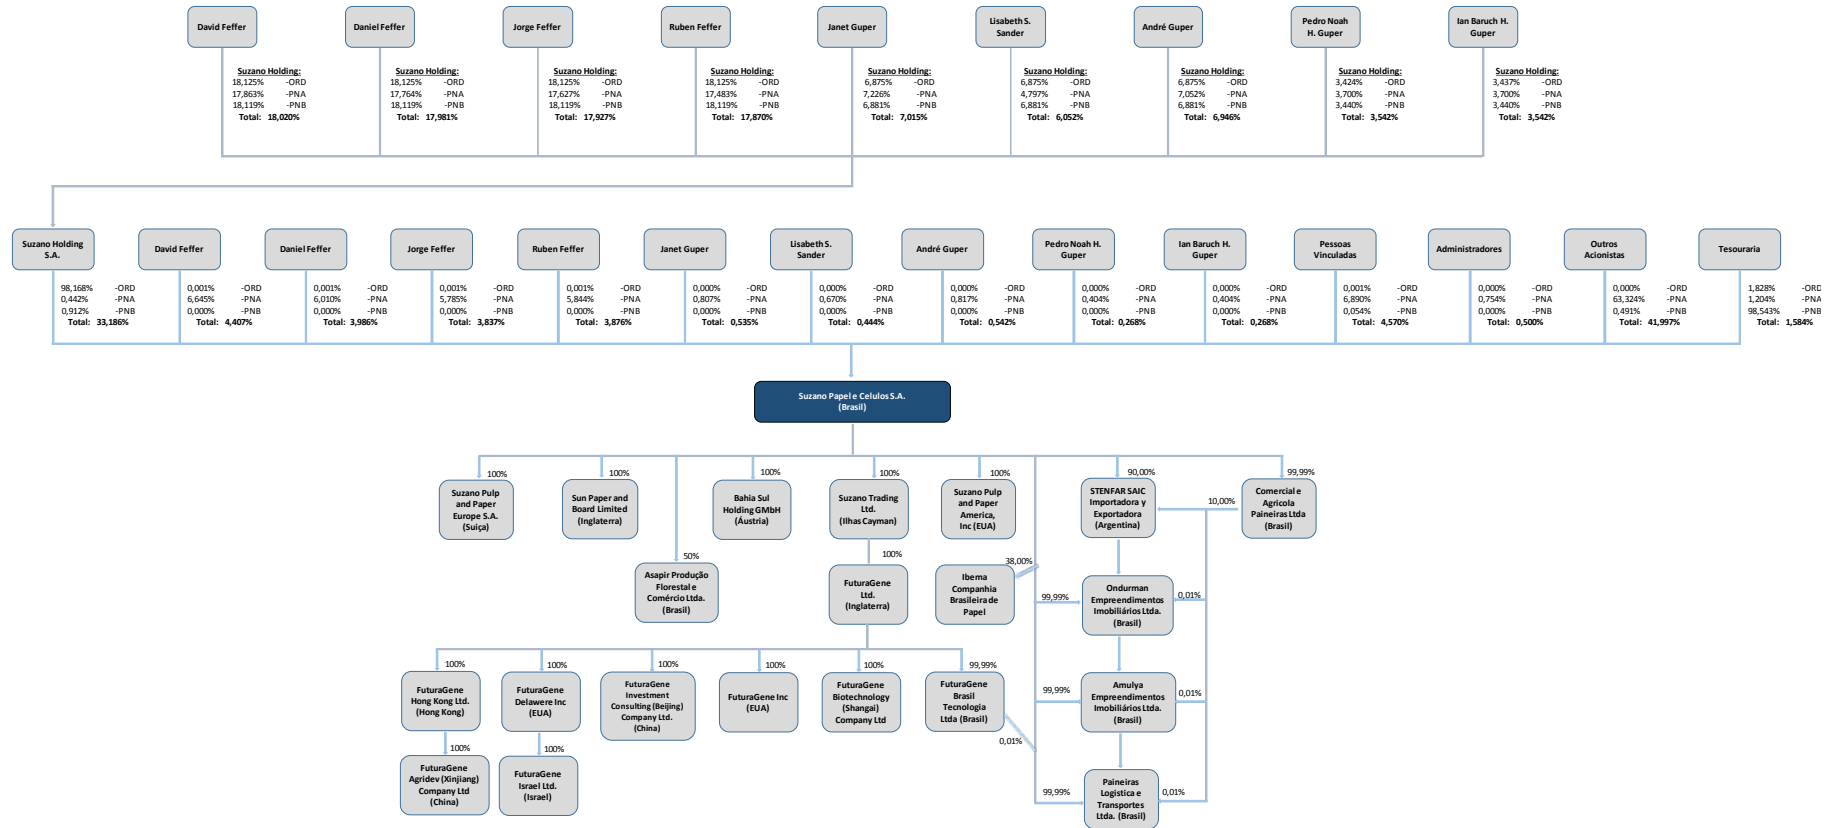 David Feffer
Daniel Feffer
Jorge Feffer
Ruben Feffer
Janet Guper
Lisabeth S.
Sander
André Guper
Pedro Noah
H. Guper
Ian Baruch H.
Guper
Suzano Holding:
18,125% -ORD
17,863% -PNA
18,119% -PNB
Total: 18,020%
Suzano Holding:
18,125% -ORD
17,764% -PNA
18,119% -PNB
Total: 17,981%
Suzano Holding:
18,125% -ORD
17,627% -PNA
18,119% -PNB
Total: 17,927%
Suzano Holding:
18,125% -ORD
17,483% -PNA
18,119% -PNB
Total: 17,870%
Suzano Holding:
6,875% -ORD
7,226% -PNA
6,881% -PNB
Total: 7,015%
Suzano Holding:
6,875% -ORD
4,797% -PNA
6,881% -PNB
Total: 6,052%
Suzano Holding:
6,875% -ORD
7,052% -PNA
6,881% -PNB
Total: 6,946%
Suzano Holding:
3,424% -ORD
3,700% -PNA
3,440% -PNB
Total: 3,542%
Suzano Holding:
3,437% -ORD
3,700% -PNA
3,440% -PNB
Total: 3,542%
Suzano Holding
S.A.
David Feffer
Daniel Feffer
Jorge Feffer
Ruben Feffer
Janet Guper
Lisabeth S.
Sander
André Guper
Pedro Noah H.
Guper
Ian Baruch H.
Guper
Pessoas
Vinculadas
Administradores
Outros
Acionistas
Tesouraria
98,168% -ORD
0,442% -PNA
0,912% -PNB
Total: 33,186%
0,001% -ORD
6,645% -PNA
0,000% -PNB
Total: 4,407%
0,001% -ORD
6,010% -PNA
0,000% -PNB
Total: 3,986%
0,001% -ORD
5,785% -PNA
0,000% -PNB
Total: 3,837%
0,001% -ORD
5,844% -PNA
0,000% -PNB
Total: 3,876%
0,000% -ORD
0,807% -PNA
0,000% -PNB
Total: 0,535%
0,000% -ORD
0,670% -PNA
0,000% -PNB
Total: 0,444%
0,000% -ORD
0,817% -PNA
0,000% -PNB
Total: 0,542%
0,000% -ORD
0,404% -PNA
0,000% -PNB
Total: 0,268%
0,000% -ORD
0,404% -PNA
0,000% -PNB
Total: 0,268%
0,001% -ORD
6,890% -PNA
0,054% -PNB
Total: 4,570%
0,000% -ORD
0,754% -PNA
0,000% -PNB
Total: 0,500%
0,000% -ORD
63,324% -PNA
0,491% -PNB
Total: 41,997%
1,828% -ORD
1,204% -PNA
98,543% -PNB
Total: 1,584%
Suzano Papel e Celulos S.A.
(Brasil)
100%
100%
100%
100%
100%
90,00%
99,99%
Suzano Pulp
and Paper
Europe S.A.
(Suiça)
Sun Paper and
Board Limited
(Inglaterra)
Bahia Sul
Holding GMbH
(Áustria)
Suzano Trading
Ltd.
(Ilhas Cayman)
Suzano Pulp
and Paper
America,
Inc (EUA)
STENFAR SAIC
Importadora y
Exportadora
(Argentina)
10,00%
Comercial e
Agricola
Paineiras Ltda
(Brasil)
50%
100%
38,00%
Asapir Produção
Florestal e
Comércio Ltda.
(Brasil)
FuturaGene
Ltd.
(Inglaterra)
Ibema
Companhia
Brasileira de
Papel
99,99%
Ondurman
Empreendimentos
Imobiliários Ltda.
(Brasil)
0,01%
100%
100%
100%
100%
100%
99,99%
FuturaGene
Hong Kong Ltd.
(Hong Kong)
FuturaGene
Delawere Inc
(EUA)
FuturaGene
Investment
Consulting (Beijing)
Company Ltd.
(China)
FuturaGene Inc
(EUA)
FuturaGene
Biotechnology
(Shangai)
Company Ltd
FuturaGene
Brasil
Tecnologia
Ltda (Brasil)
99,99%
Amulya
Empreendimentos
Imobiliários Ltda.
(Brasil)
0,01%
0,01%
100%
100%
FuturaGene
Agridev (Xinjiang)
Company Ltd
(China)
FuturaGene
Israel Ltd.
(Israel)
99,99%
Paineiras
Logistica e
Transportes
Ltda. (Brasil)
0,01%